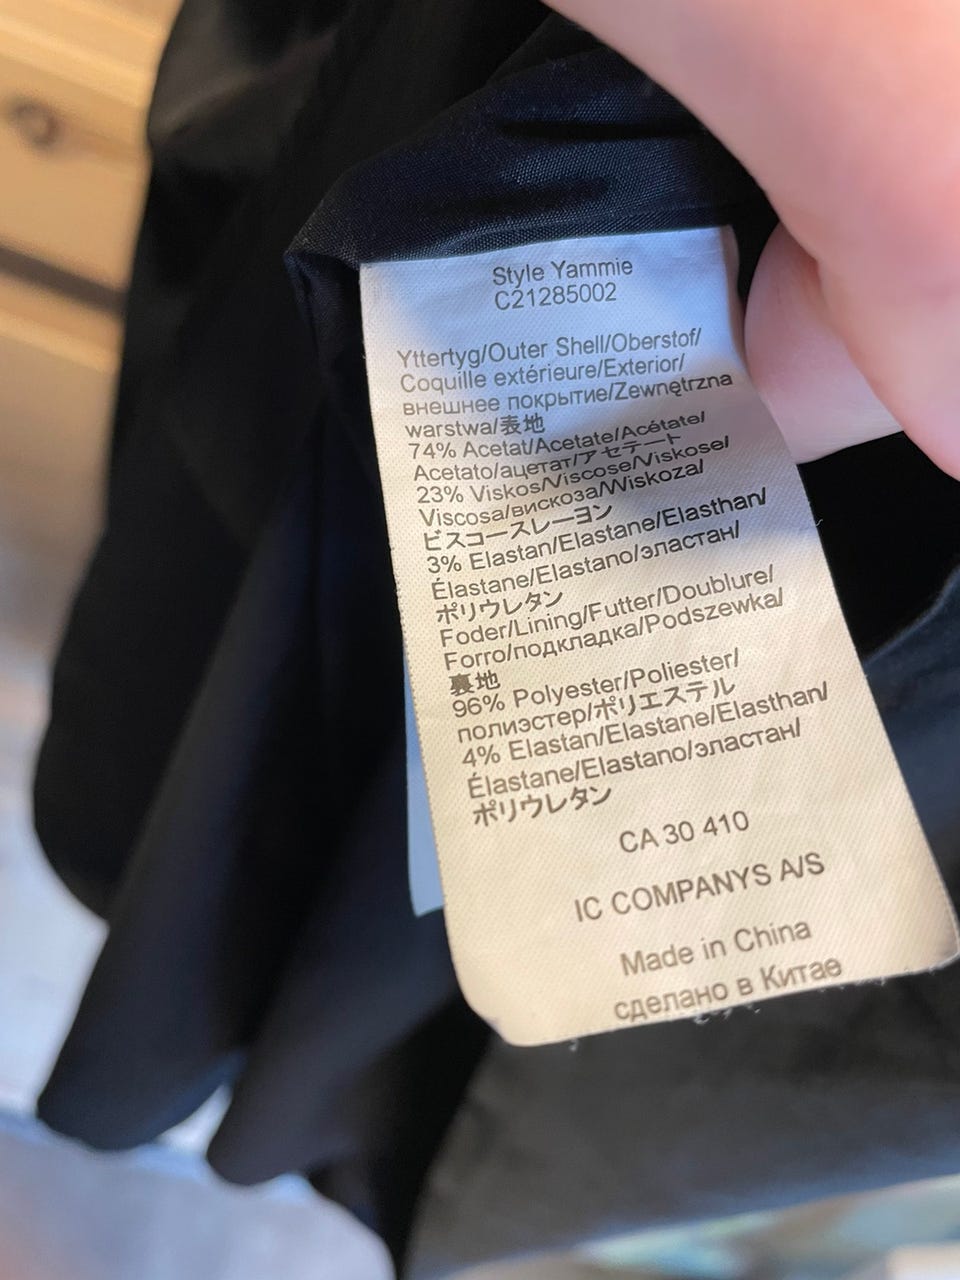 Style Yammie
C21285002
Yttertyg/Outer Shell/Oberstof/
Coquille extérieure/Exterior/
внешнее покрытие/Zewnętrzna
warstwa/表地
74% Acetat/Acetate/Acétate/
Acetato/ацетат/アセテート
23% Viskos/Viscose/Viskose/
Viscosa/вискоза/Wiskoza/
ビスコースレーヨン
3% Elastan/Elastane/Elasthan/
Élastane/Elastano/эластан/
ポリウレタン
Foder/Lining/Futter/Doublure/
Forro/подкладка/Podszewka/
裏地
96% Polyester/Poliester/
полиэстер/ポリエステル
4% Elastan/Elastane/Elasthan/
Élastane/Elastano/эластан/
ポリウレタン
CA 30 410
IC COMPANYS A/S
Made in China
сделано в Китае